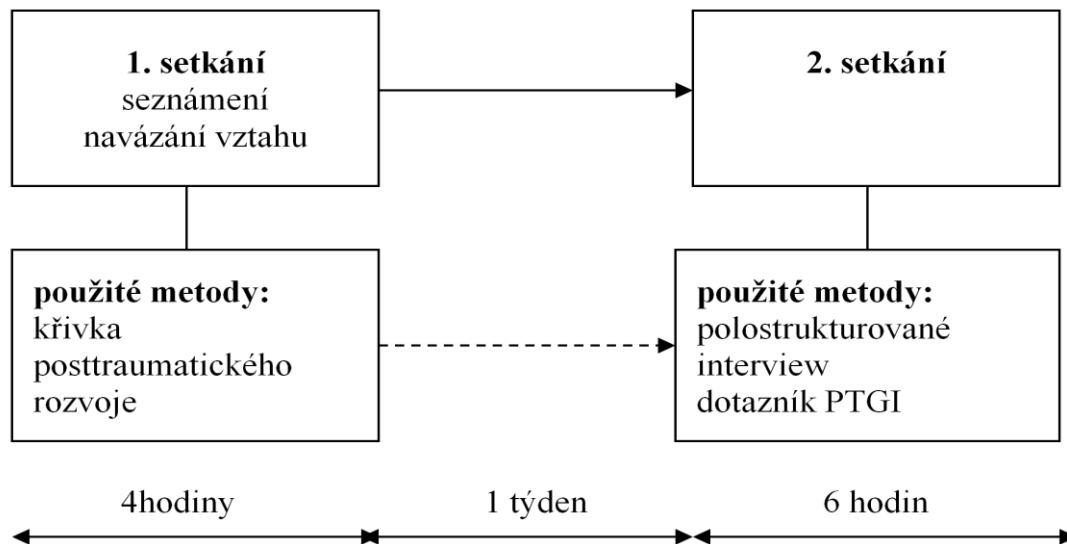 1. setkání
seznámení
navázání vztahu
2. setkání
použité metody:
křivka
posttraumatického
rozvoje
použité metody:
polostrukturované
interview
dotazník PTGI
4hodiny
1 týden
6 hodin